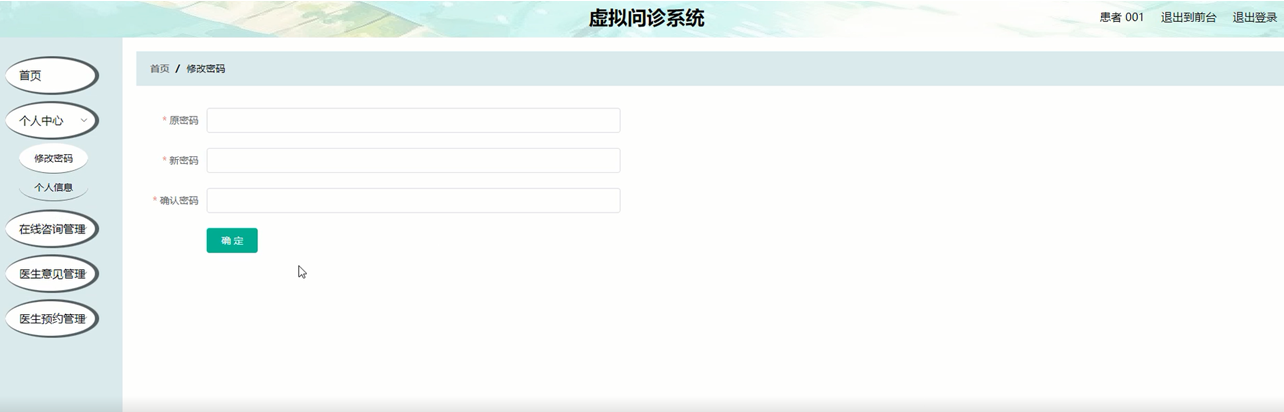 虚拟问诊系统
患者 001 退出到前台 退出登录
首页
个人中心
修改密码
个人信息
在线咨询管理
医生意见管理
医生预约管理
首页 / 修改密码
* 原密码
* 新密码
* 确认密码
确 定